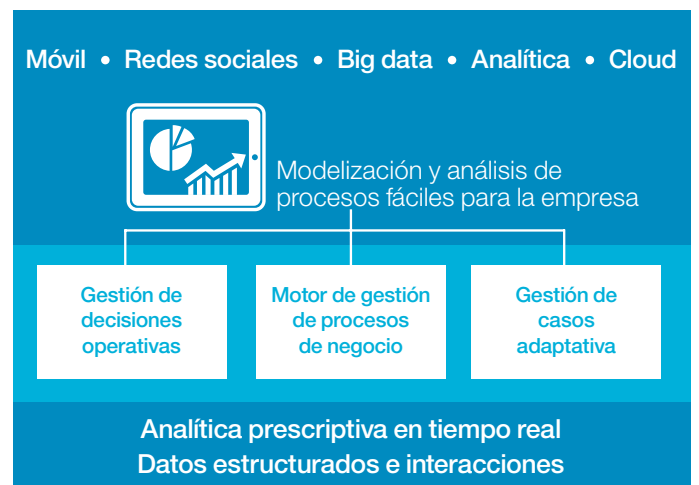 Móvil • Redes sociales • Big data • Analítica • Cloud
Modelización y análisis de
procesos fáciles para la empresa
Gestión de
decisiones
operativas
Motor de gestión
de procesos
de negocio
Gestión de
casos
adaptativa
Analítica prescriptiva en tiempo real
Datos estructurados e interacciones